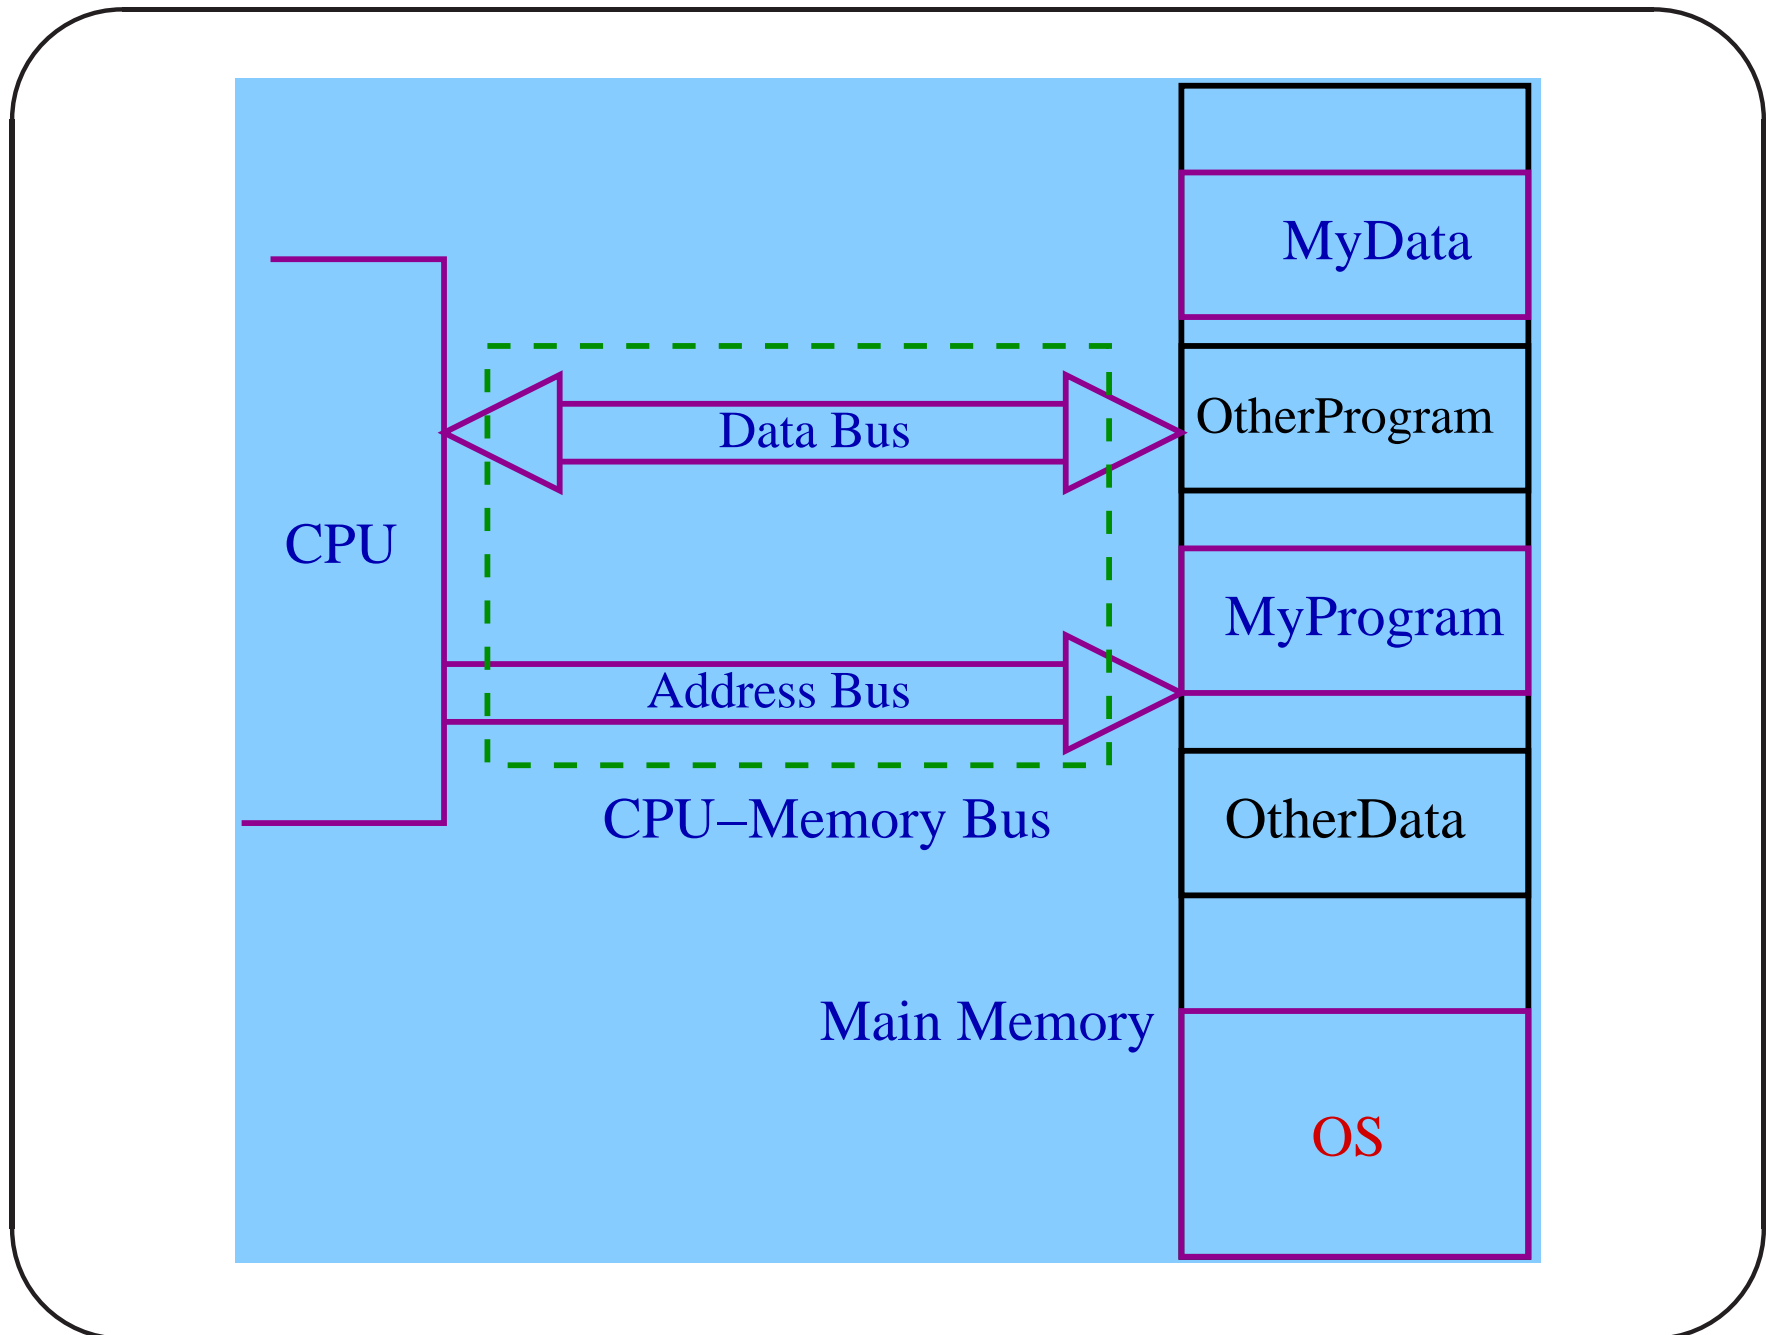 MyData
OtherProgram
Data Bus
CPU
MyProgram
Address Bus
CPU–Memory Bus
OtherData
Main Memory
OS